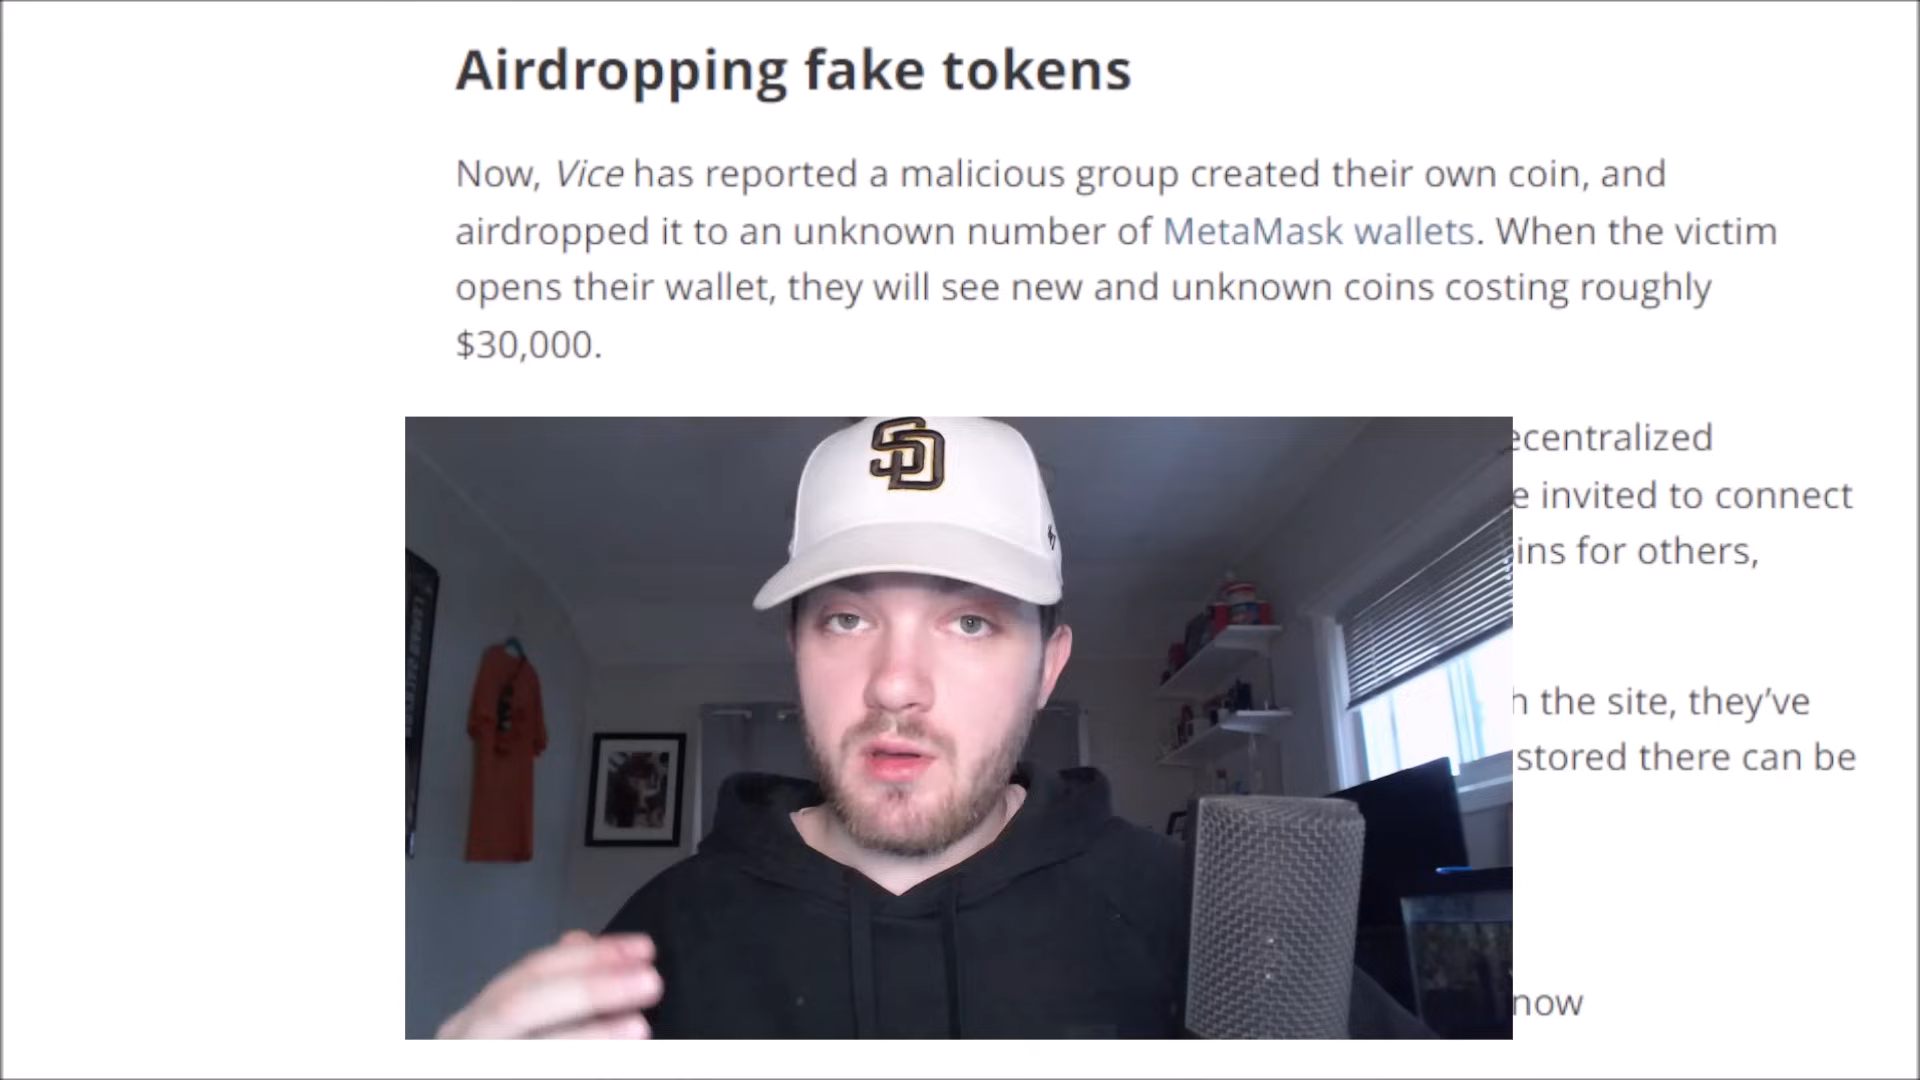 Airdropping fake tokens
Now, Vice has reported a malicious group created their own coin, and
airdropped it to an unknown number of MetaMask wallets. When the victim
opens their wallet, they will see new and unknown coins costing roughly
$30,000.
SD
ecentralized
e invited to connect
ins for others,
h the site, they've
stored there can be
now